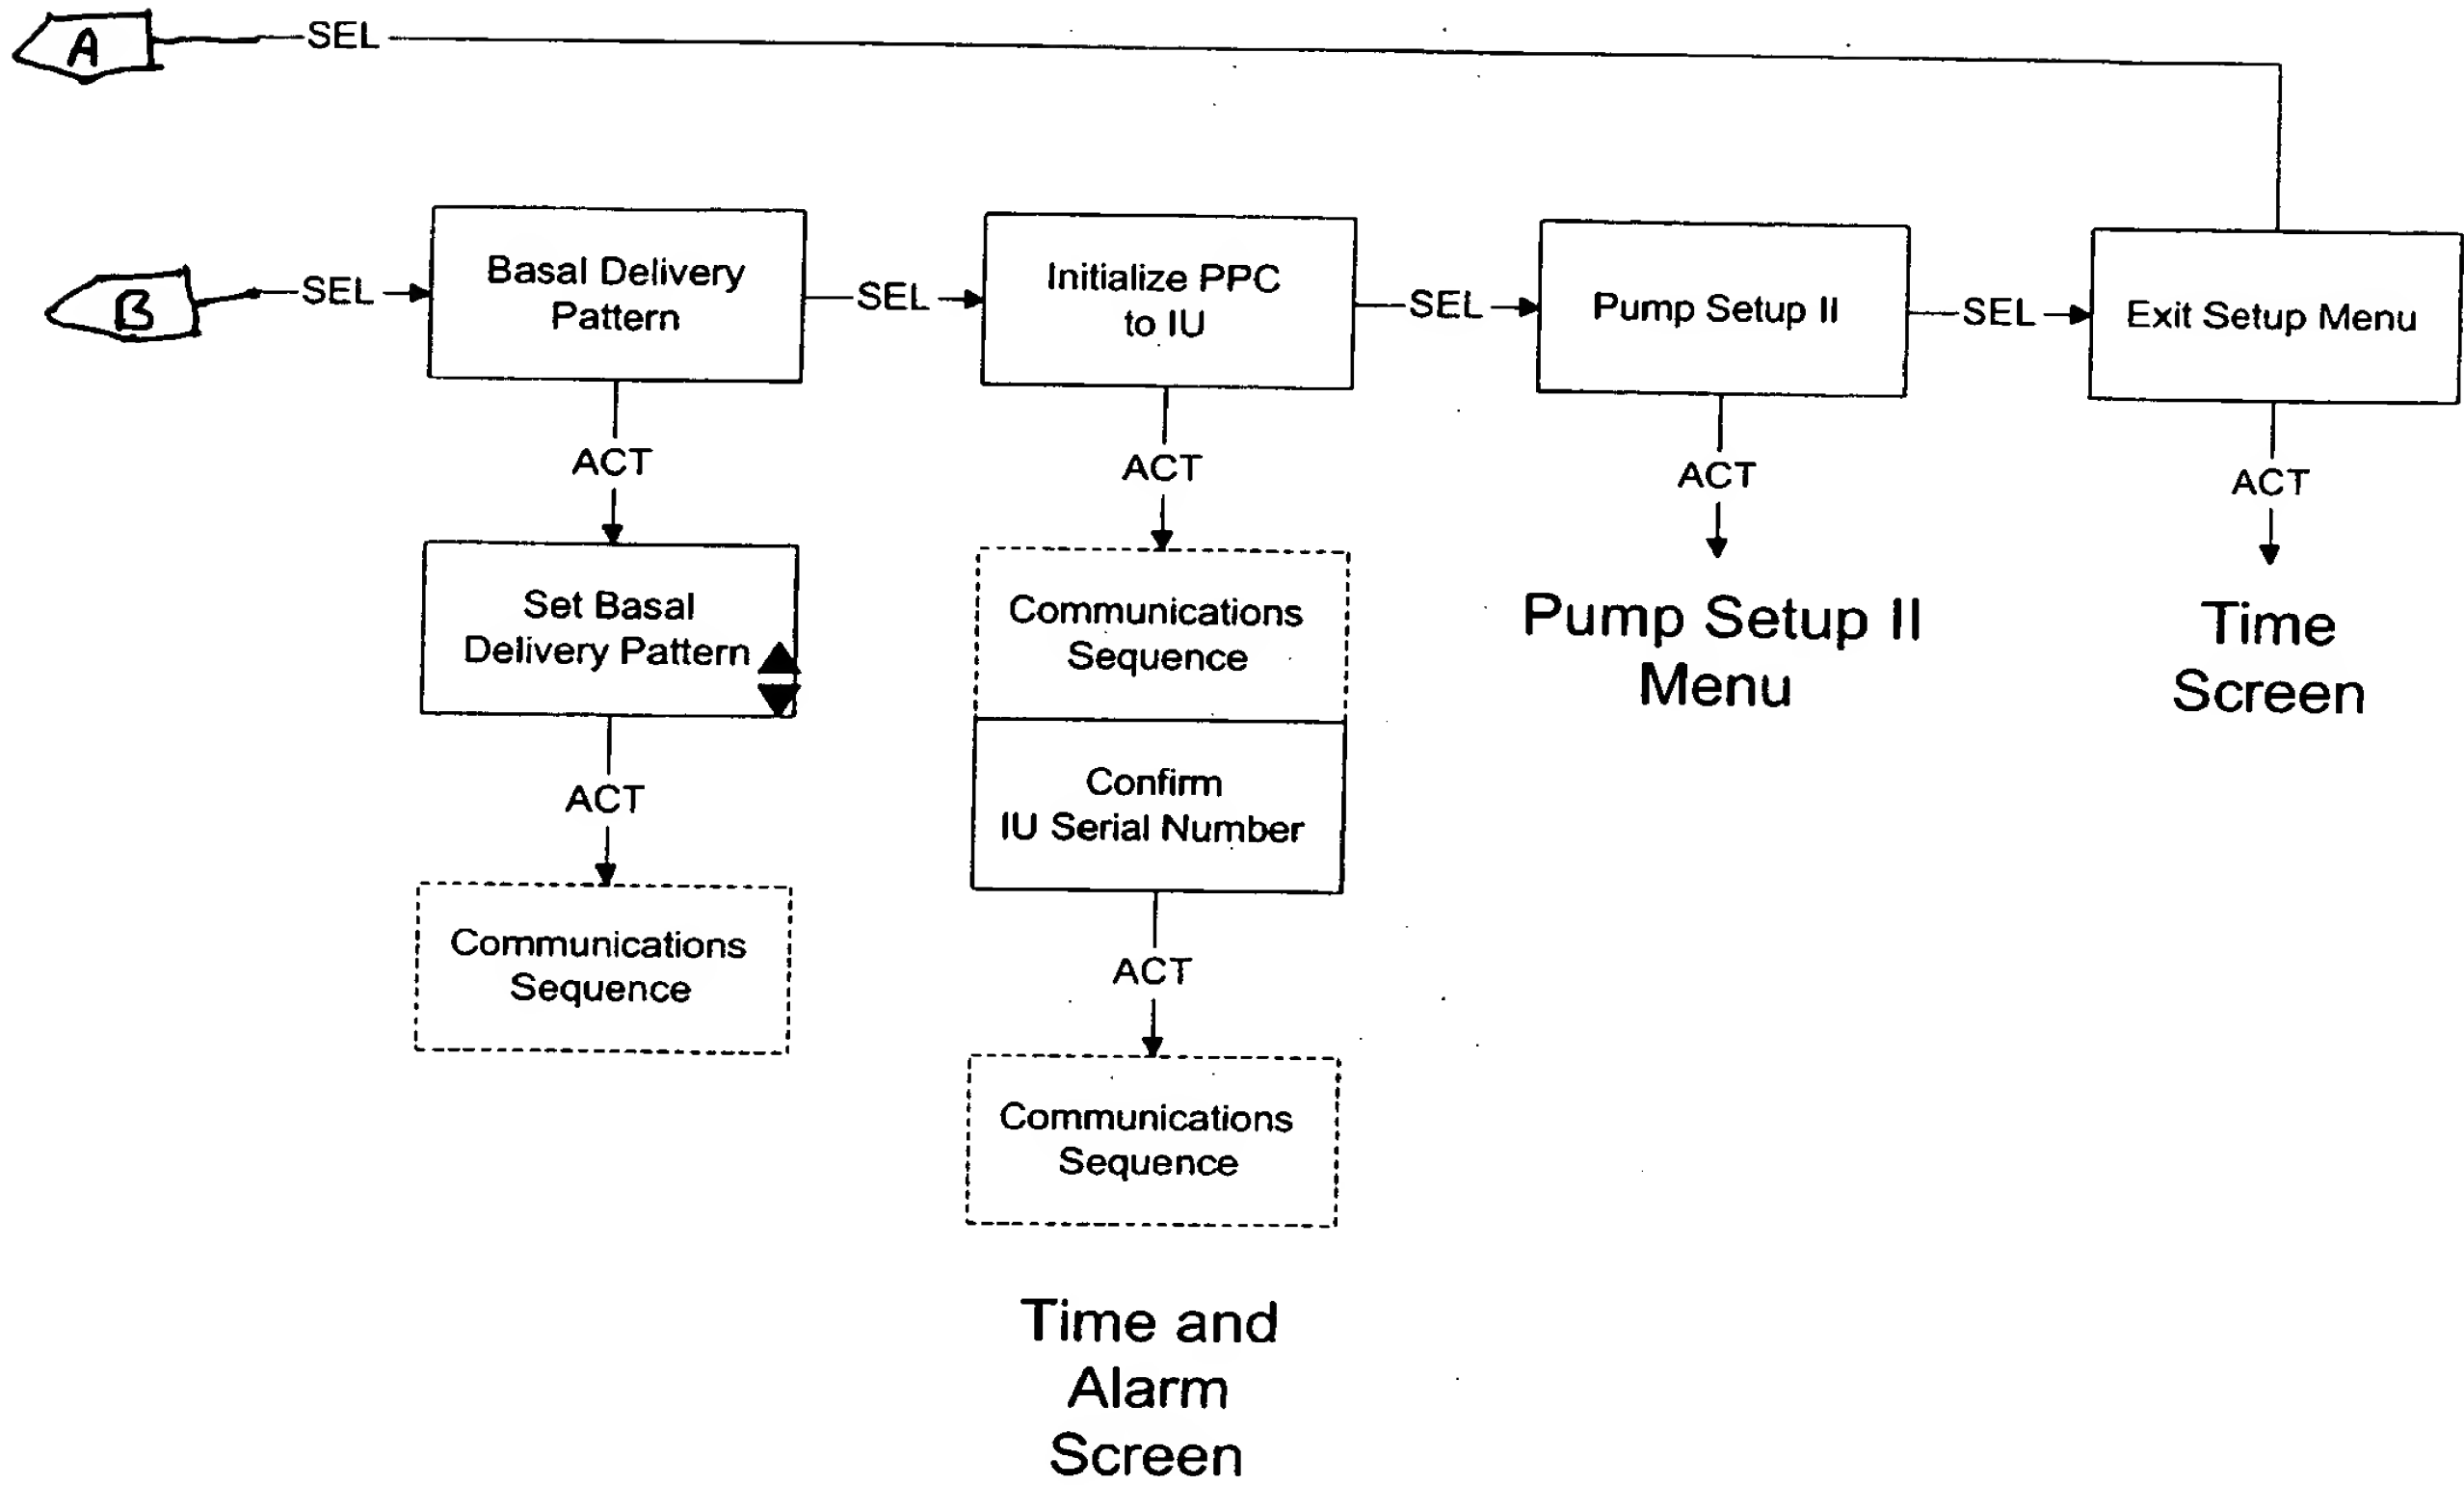 A
SEL
B
SEL
Basal Delivery
Pattern
SEL
Initialize PPC
to IU
SEL
Pump Setup II
SEL
Exit Setup Menu
ACT
ACT
ACT
ACT
Set Basal
Delivery Pattern
Communications
Sequence
Pump Setup II
Menu
Time
Screen
Confirm
IU Serial Number
ACT
Communications
Sequence
ACT
Communications
Sequence
Time and
Alarm
Screen